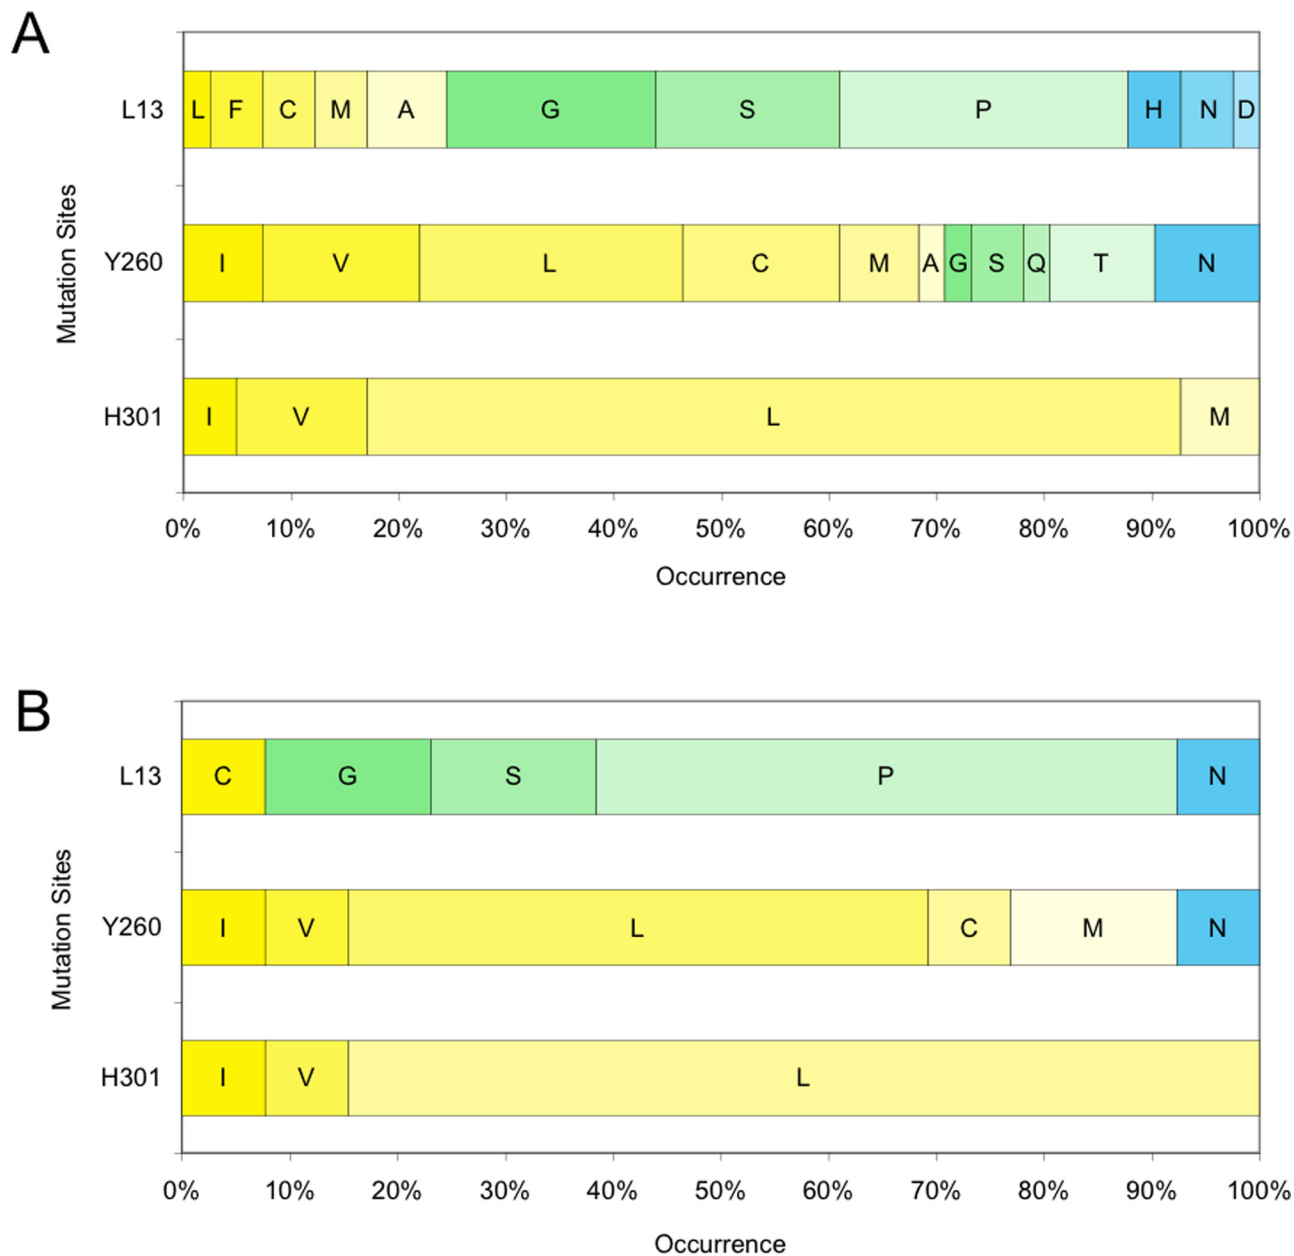 A
L13 L F C M A G S P H N D
Y260 I V L C M A G S Q T N
H301 I V L M
Mutation Sites
0% 10% 20% 30% 40% 50% 60% 70% 80% 90% 100%
Occurrence
B
L13 C G S P N
Y260 I V L C M N
H301 I V L
Mutation Sites
0% 10% 20% 30% 40% 50% 60% 70% 80% 90% 100%
Occurrence